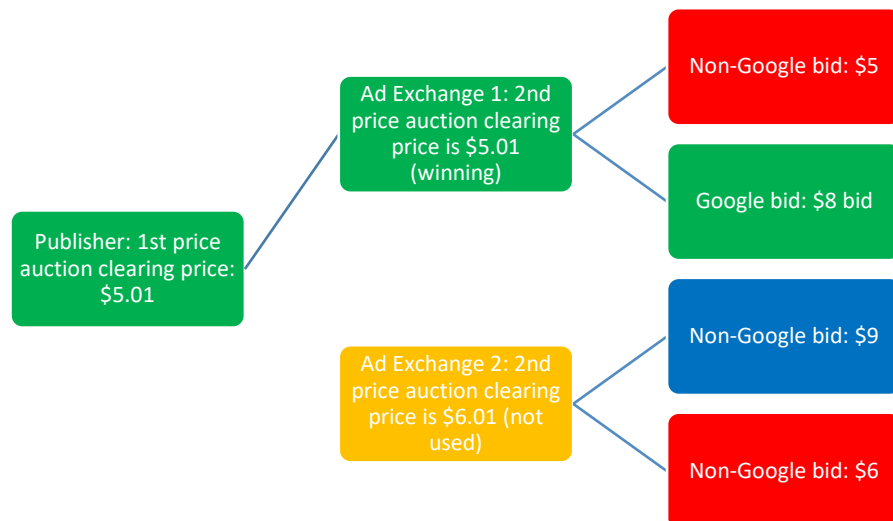 Publisher: 1st price
auction clearing price:
$5.01
Ad Exchange 1: 2nd
price auction clearing
price is $5.01
(winning)
Non-Google bid: $5
Google bid: $8 bid
Ad Exchange 2: 2nd
price auction clearing
price is $6.01 (not
used)
Non-Google bid: $9
Non-Google bid: $6